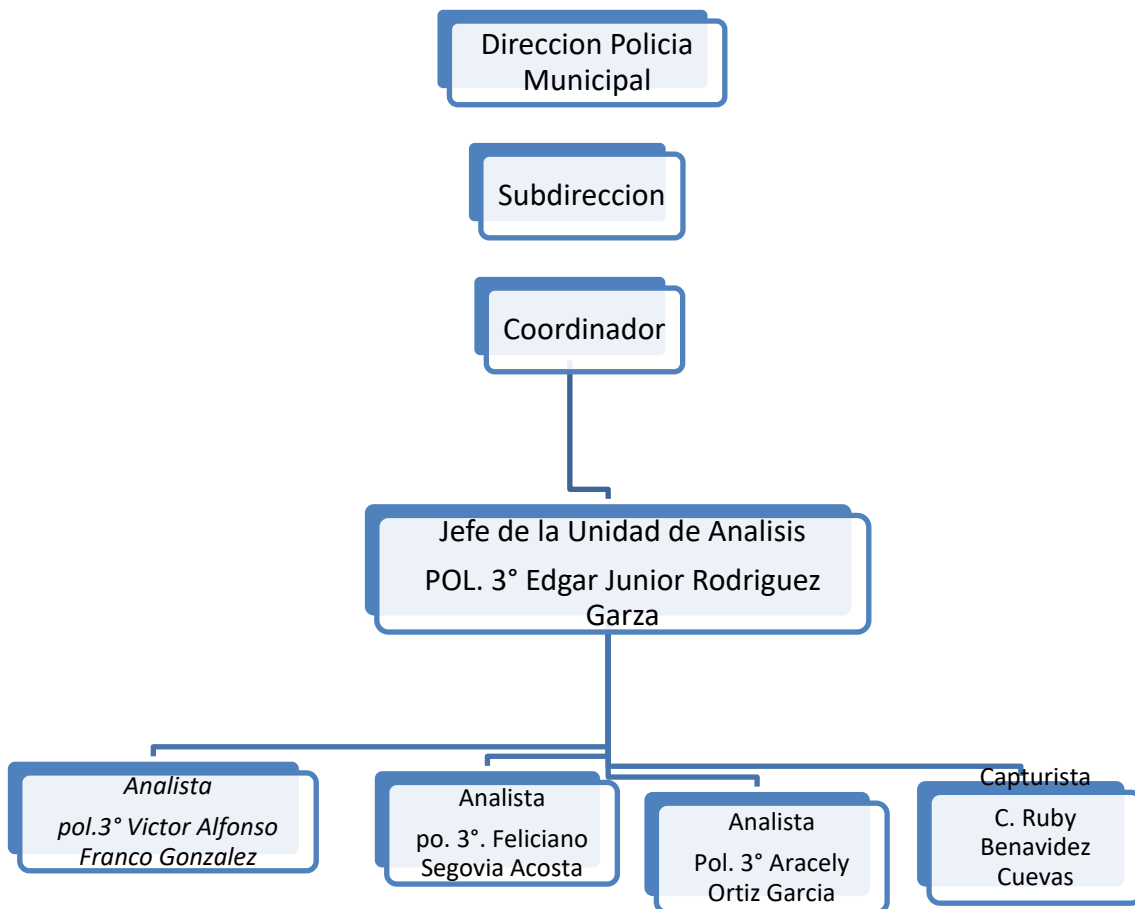 Direccion Policia
Municipal
Subdireccion
Coordinador
Jefe de la Unidad de Analisis
POL. 3° Edgar Junior Rodriguez
Garza
Analista
pol.3° Victor Alfonso
Franco Gonzalez
Analista
po. 3°. Feliciano
Segovia Acosta
Analista
Pol. 3° Aracely
Ortiz Garcia
Capturista
C. Ruby
Benavidez
Cuevas